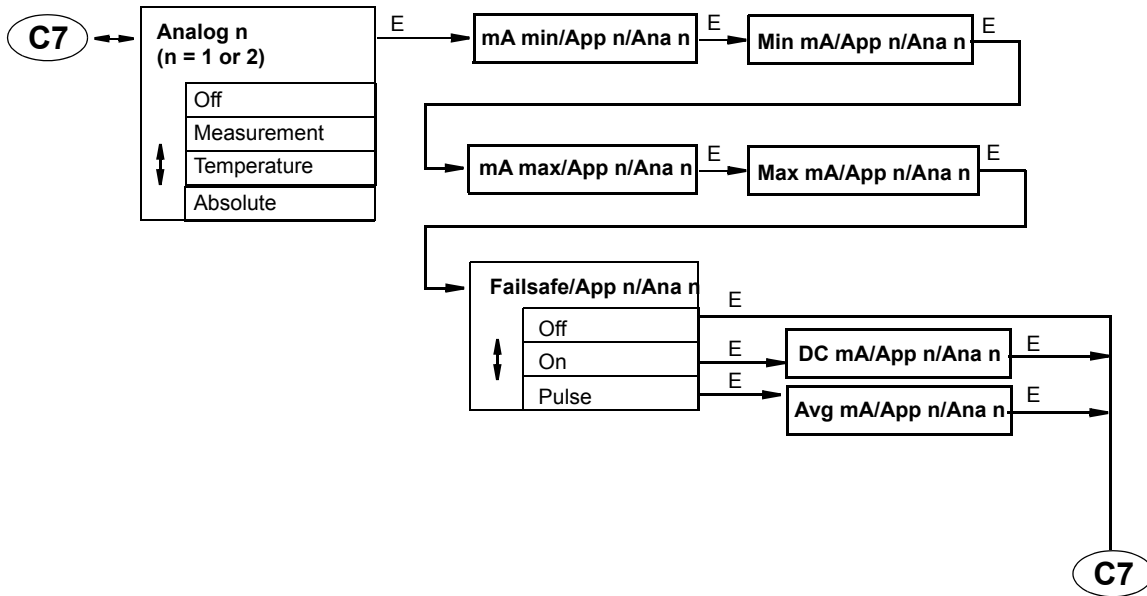 C7
Analog n
(n = 1 or 2)
E
mA min/App n/Ana n
E
Min mA/App n/Ana n
E
Off
Measurement
Temperature
Absolute
mA max/App n/Ana n
E
Max mA/App n/Ana n
E
Failsafe/App n/Ana n
E
Off
On
E
DC mA/App n/Ana n
E
Pulse
E
Avg mA/App n/Ana n
E
C7